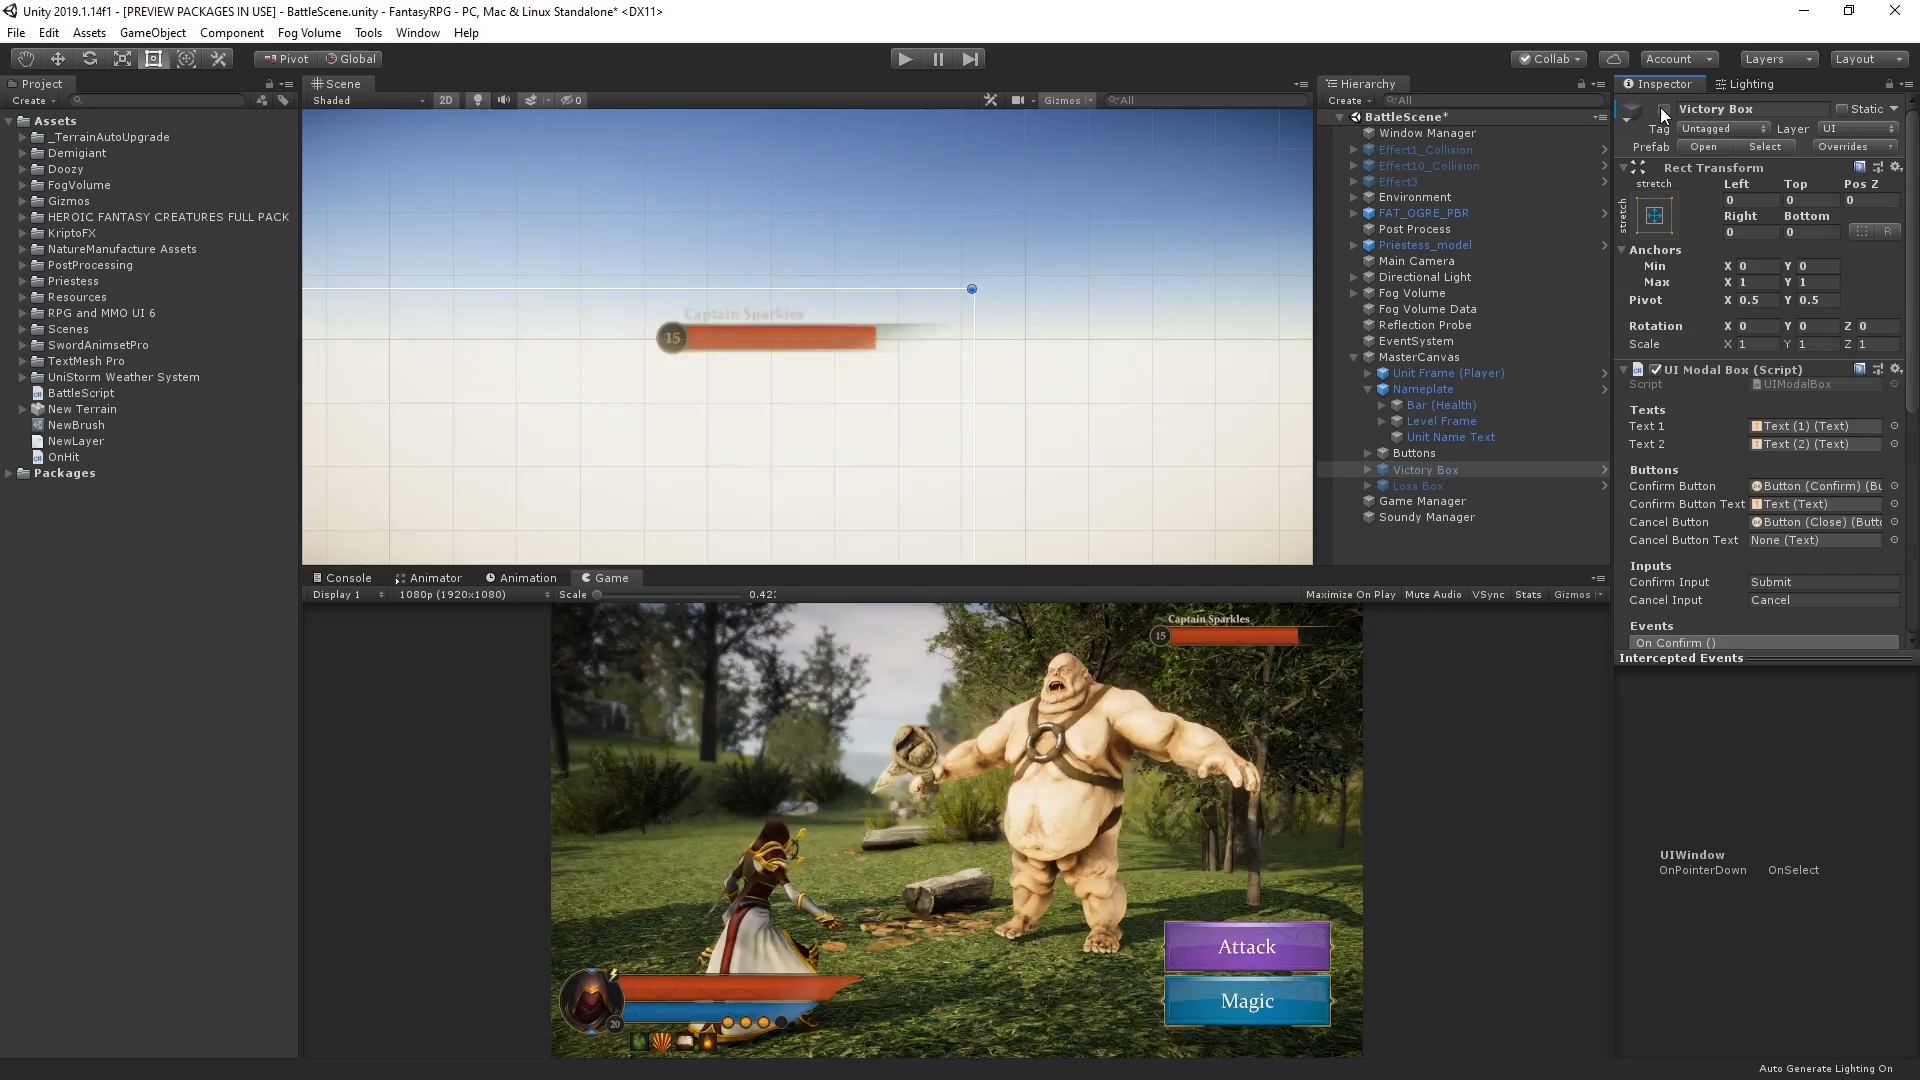 Unity 2019.1.14f1 - [PREVIEW PACKAGES IN USE] - BattleScene.unity - FantasyRPG - PC, Mac & Linux Standalone* <DX11>
File Edit Assets GameObject Component Fog Volume Tools Window Help
Pivot Global
Collab Account Layers Layout
Project
Create
Assets
_TerrainAutoUpgrade
Demigiant
Doozy
FogVolume
Gizmos
HEROIC FANTASY CREATURES FULL PACK
KriptoFX
NatureManufacture Assets
PostProcessing
Priestess
Resources
RPG and MMO UI 6
Scenes
SwordAnimsetPro
TextMesh Pro
UniStorm Weather System
BattleScript
New Terrain
NewBrush
NewLayer
OnHit
Packages
Scene
Shaded 2D 0 Gizmos All
Captain Sparkles
15
Console Animator Animation Game
Display 1 1080p (1920x1080) Scale 0.42 Maximize On Play Mute Audio VSync Stats Gizmos
Captain Sparkles
15
Attack
Magic
20
Hierarchy
Create All
BattleScene*
Window Manager
Effect1_Collision
Effect10_Collision
Effect3
Environment
FAT_OGRE_PBR
Post Process
Priestess_model
Main Camera
Directional Light
Fog Volume
Fog Volume Data
Reflection Probe
EventSystem
MasterCanvas
Unit Frame (Player)
Nameplate
Bar (Health)
Level Frame
Unit Name Text
Buttons
Victory Box
Loss Box
Game Manager
Soundy Manager
Inspector Lighting
Victory Box Static
Tag Untagged Layer UI
Prefab Open Select Overrides
Rect Transform
stretch Left Top Pos Z
stretch 0 0 0
Right Bottom
0 0 R
Anchors
Min X 0 Y 0
Max X 1 Y 1
Pivot X 0.5 Y 0.5
Rotation X 0 Y 0 Z 0
Scale X 1 Y 1 Z 1
UI Modal Box (Script)
Script UIModalBox
Texts
Text 1 Text (1) (Text)
Text 2 Text (2) (Text)
Buttons
Confirm Button Button (Confirm) (Bu
Confirm Button Text Text (Text)
Cancel Button Button (Close) (Butto
Cancel Button Text None (Text)
Inputs
Confirm Input Submit
Cancel Input Cancel
Events
On Confirm ()
Intercepted Events
UIWindow
OnPointerDown OnSelect
Auto Generate Lighting On